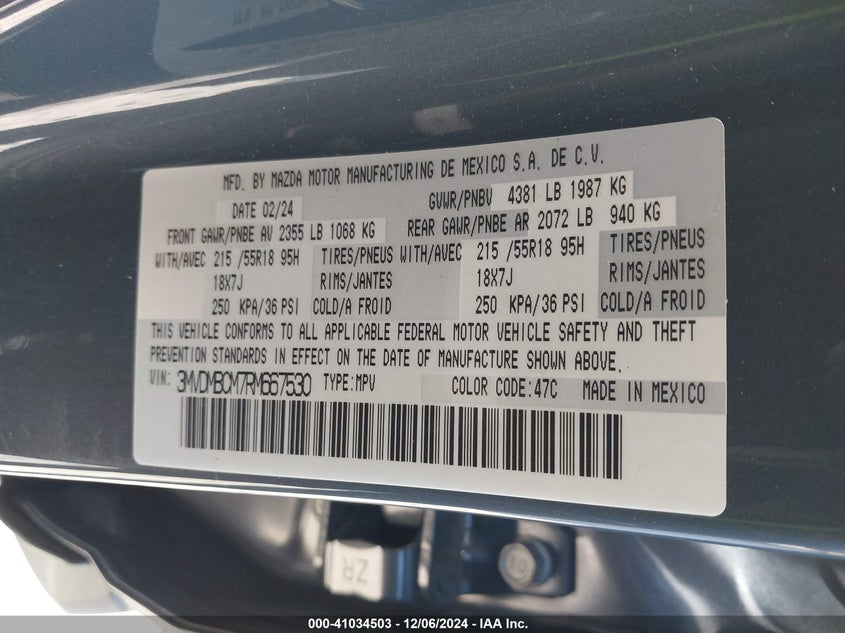 MFD. BY MAZDA MOTOR MANUFACTURING DE MEXICO S.A. DE C.V.
DATE 02/24 GVWR/PNBV 4381 LB 1987 KG
FRONT GAWR/PNBE AV 2355 LB 1068 KG REAR GAWR/PNBE AR 2072 LB 940 KG
WITH/AVEC 215 /55R18 95H TIRES/PNEUS WITH/AVEC 215 /55R18 95H TIRES/PNEUS
18X7J RIMS/JANTES 18X7J RIMS/JANTES
250 KPA/36 PSI COLD/A FROID 250 KPA/36 PSI COLD/A FROID
THIS VEHICLE CONFORMS TO ALL APPLICABLE FEDERAL MOTOR VEHICLE SAFETY AND THEFT
PREVENTION STANDARDS IN EFFECT ON THE DATE OF MANUFACTURE SHOWN ABOVE.
VIN: 3MVDMBCM7RM667530 TYPE:MPV COLOR CODE:47C MADE IN MEXICO
ZR
000-41034503 - 12/06/2024 - IAA Inc.